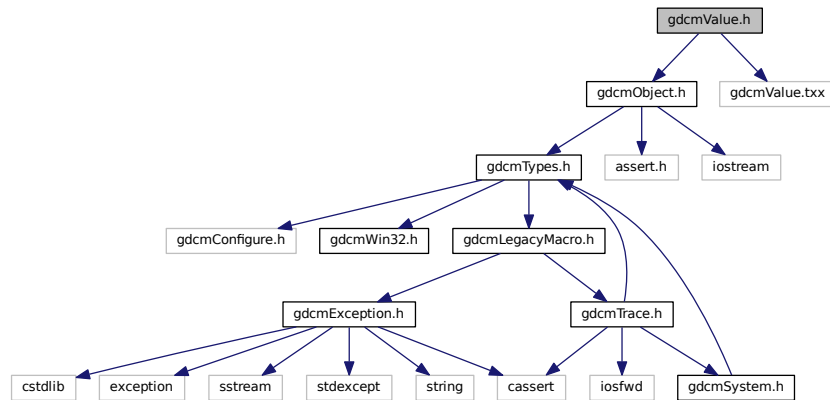 gdcmValue.h
gdcmObject.h
gdcmValue.txx
gdcmTypes.h
assert.h
iostream
gdcmConfigure.h
gdcmWin32.h
gdcmLegacyMacro.h
gdcmException.h
gdcmTrace.h
cstdlib
exception
sstream
stdexcept
string
cassert
iosfwd
gdcmSystem.h